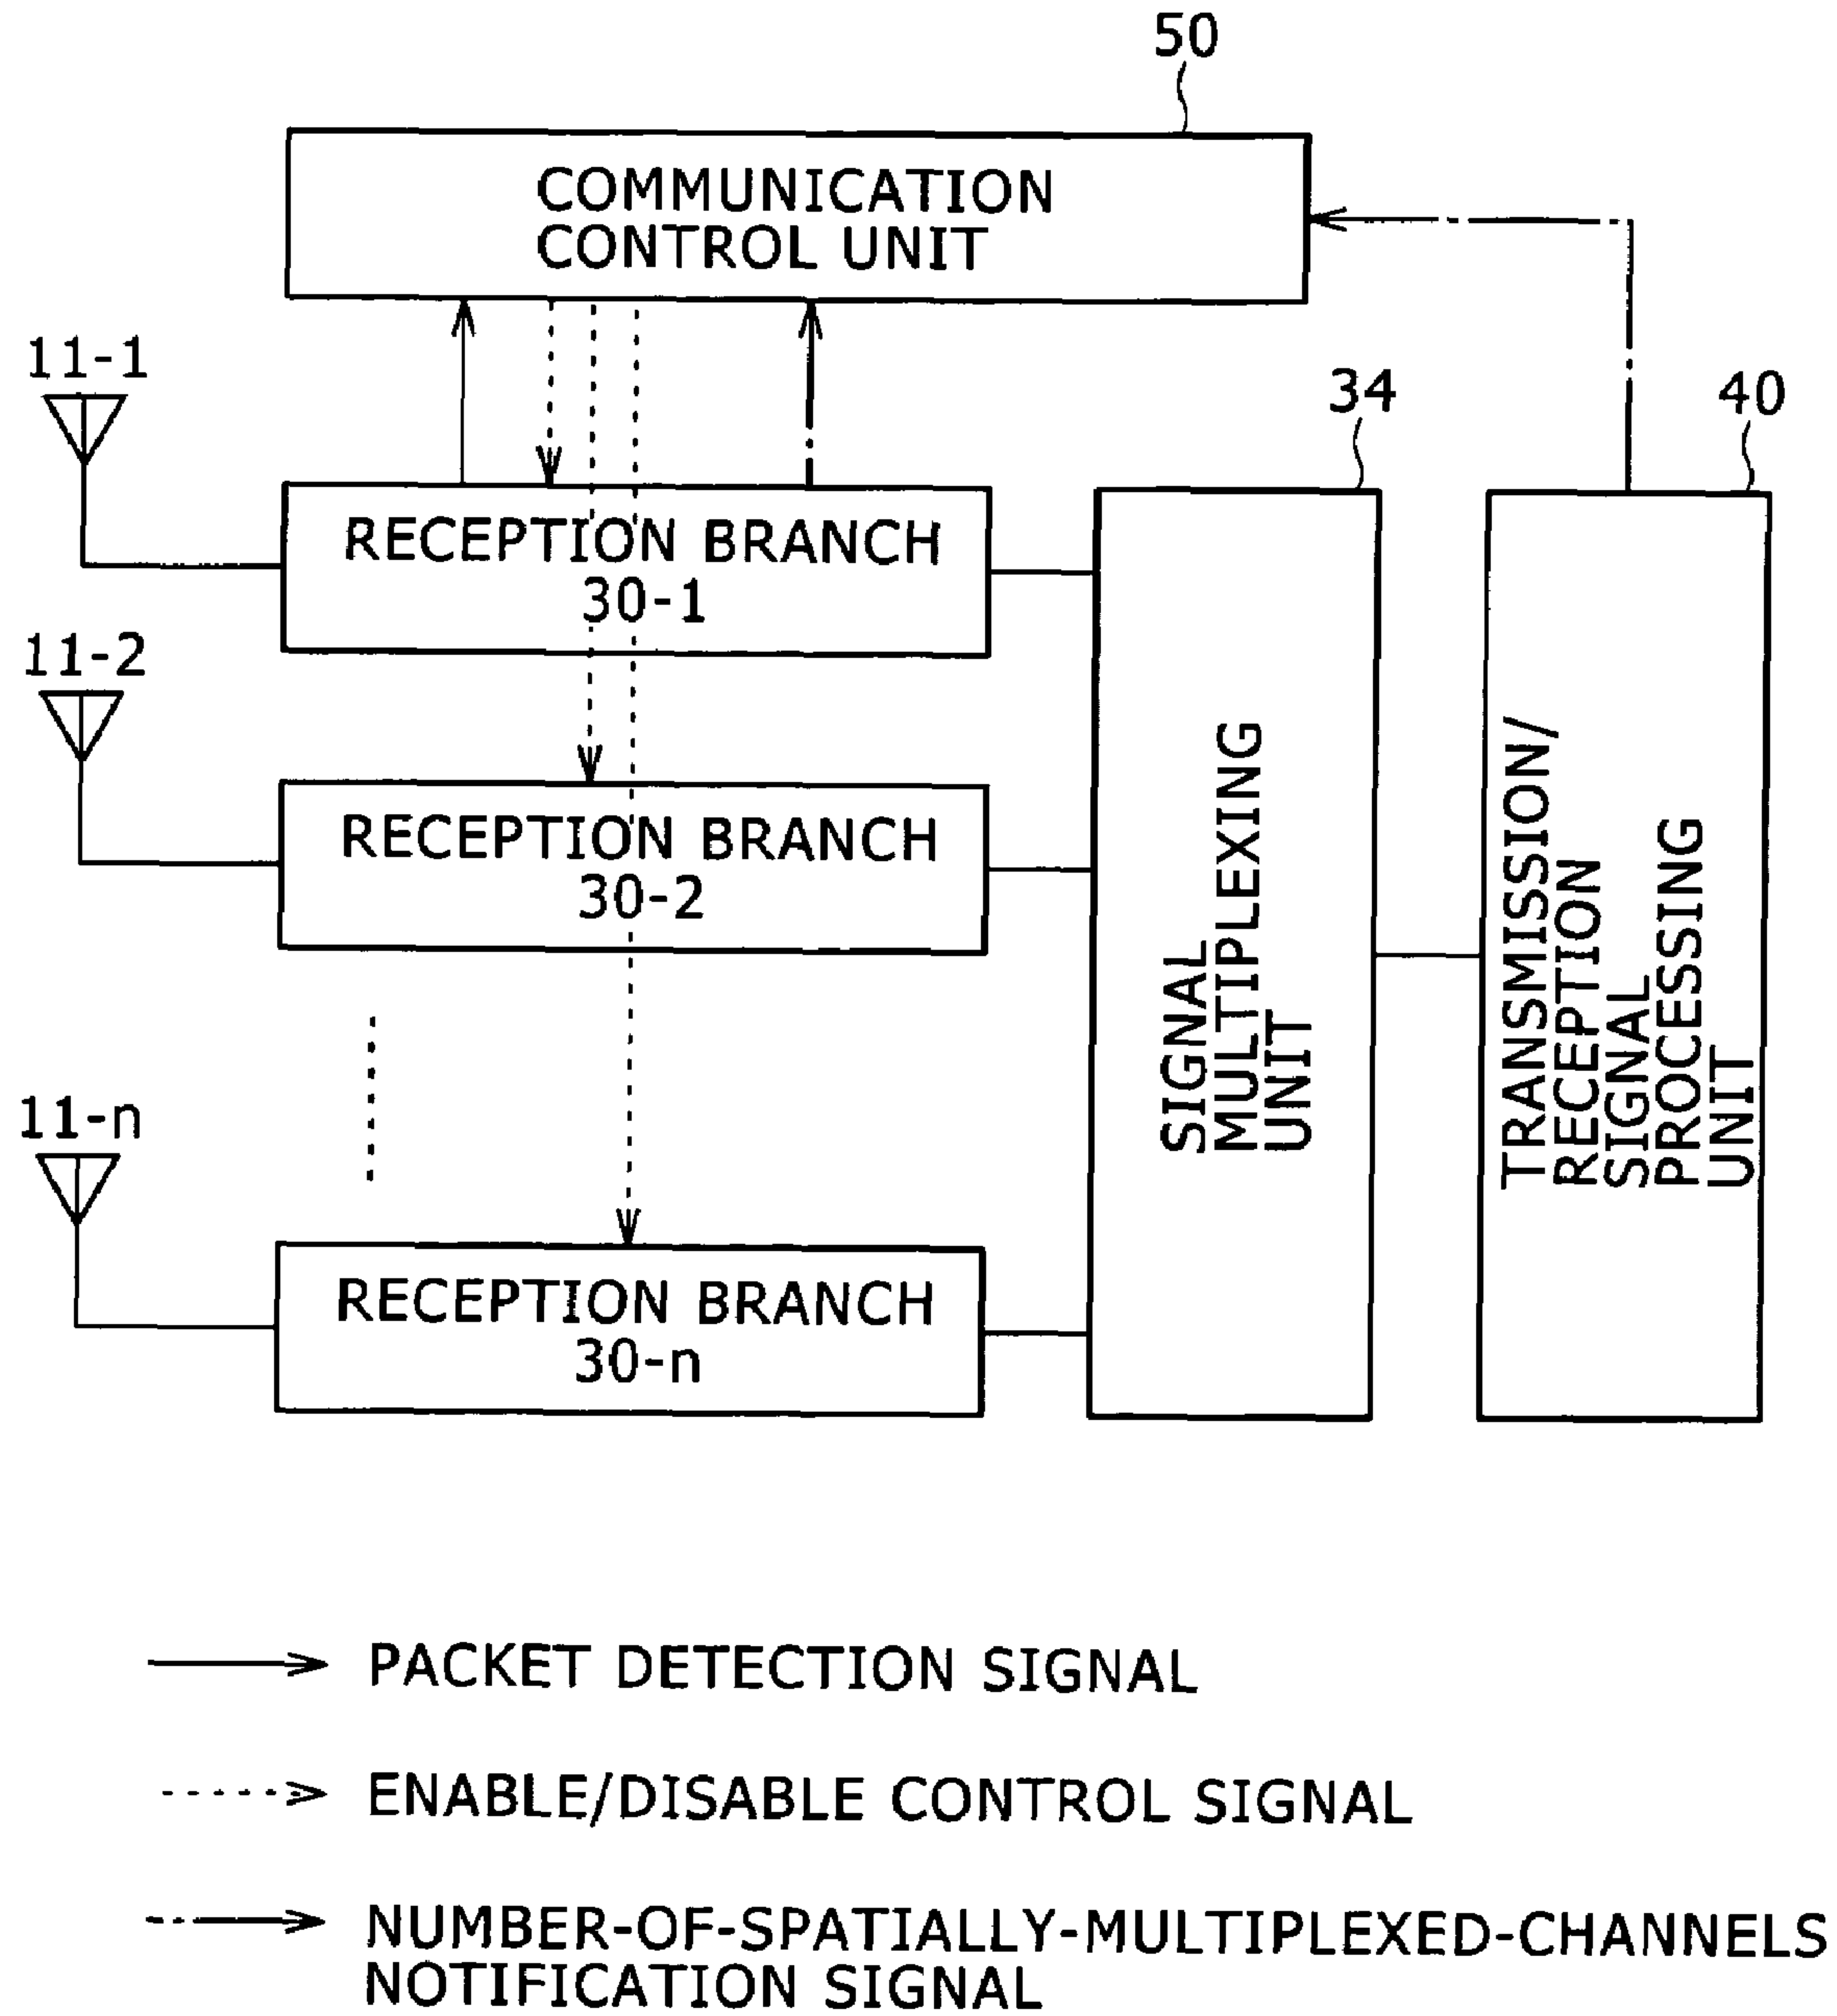 50
COMMUNICATION
CONTROL UNIT
11-1
34
40
RECEPTION BRANCH
30-1
11-2
RECEPTION BRANCH
30-2
11-n
RECEPTION BRANCH
30-n
SIGNAL
MULTIPLEXING
UNIT
TRANSMISSION/
RECEPTION
SIGNAL
PROCESSING
UNIT
PACKET DETECTION SIGNAL
ENABLE/DISABLE CONTROL SIGNAL
NUMBER-OF-SPATIALLY-MULTIPLEXED-CHANNELS
NOTIFICATION SIGNAL